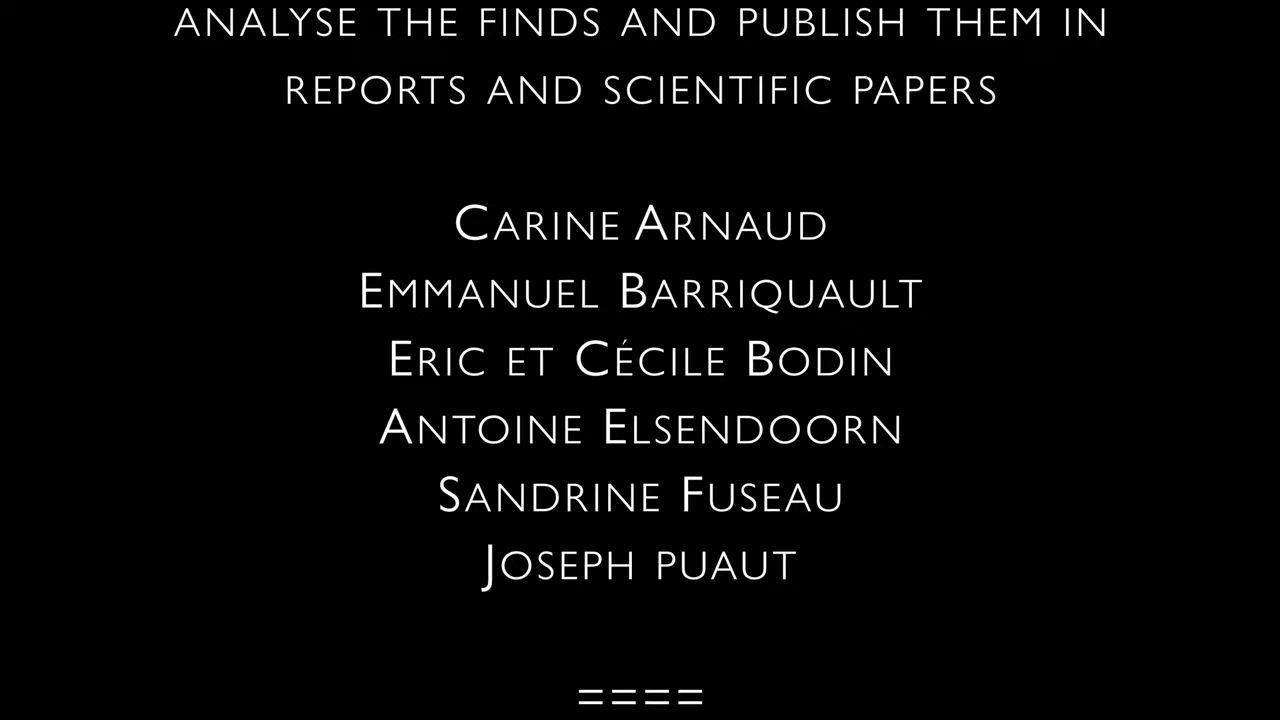 ANALYSE THE FINDS AND PUBLISH THEM IN
REPORTS AND SCIENTIFIC PAPERS
CARINE ARNAUD
EMMANUEL BARRIQUAULT
ERIC ET CÉCILE BODIN
ANTOINE ELSENDOORN
SANDRINE FUSEAU
JOSEPH PUAUT
====